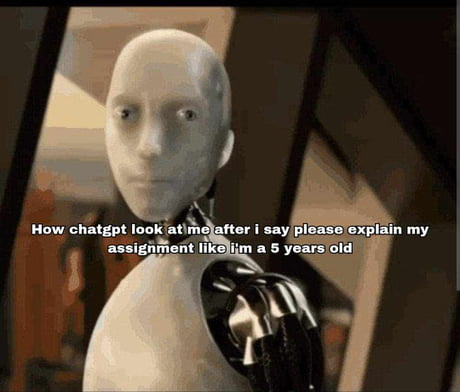 How chatgpt look at me after i say please explain my
assignment like i'm a 5 years old